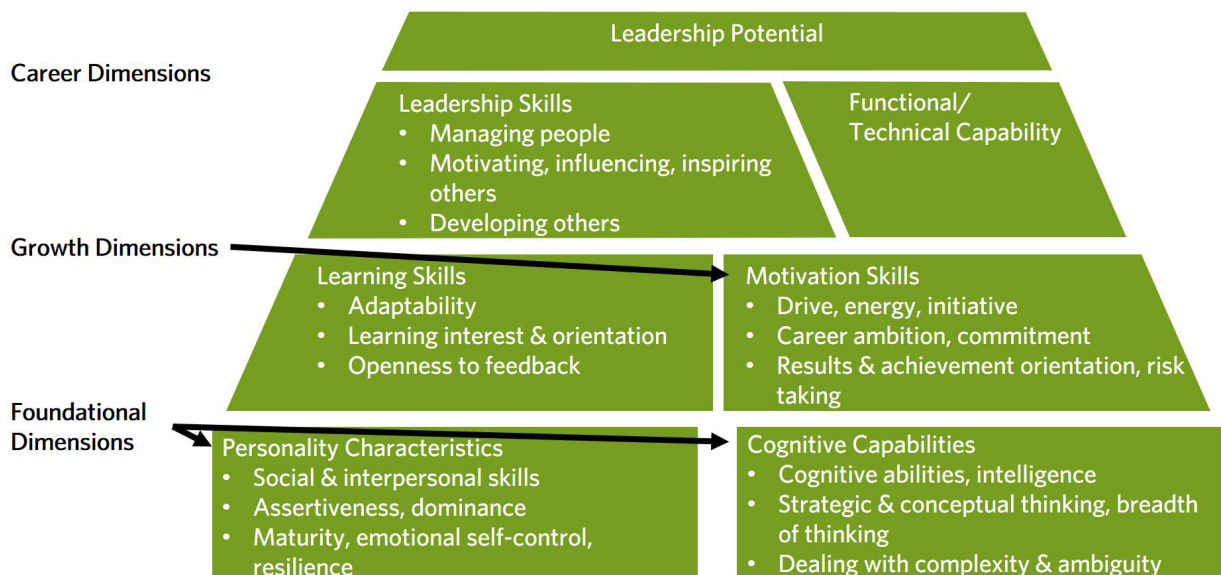 Leadership Potential
Career Dimensions
Leadership Skills
• Managing people
• Motivating, influencing, inspiring
others
• Developing others
Functional/
Technical Capability
Growth Dimensions
Learning Skills
• Adaptability
• Learning interest & orientation
• Openness to feedback
Motivation Skills
• Drive, energy, initiative
• Career ambition, commitment
• Results & achievement orientation, risk
taking
Foundational
Dimensions
Personality Characteristics
• Social & interpersonal skills
• Assertiveness, dominance
• Maturity, emotional self-control,
resilience
Cognitive Capabilities
• Cognitive abilities, intelligence
• Strategic & conceptual thinking, breadth
of thinking
• Dealing with complexity & ambiguity